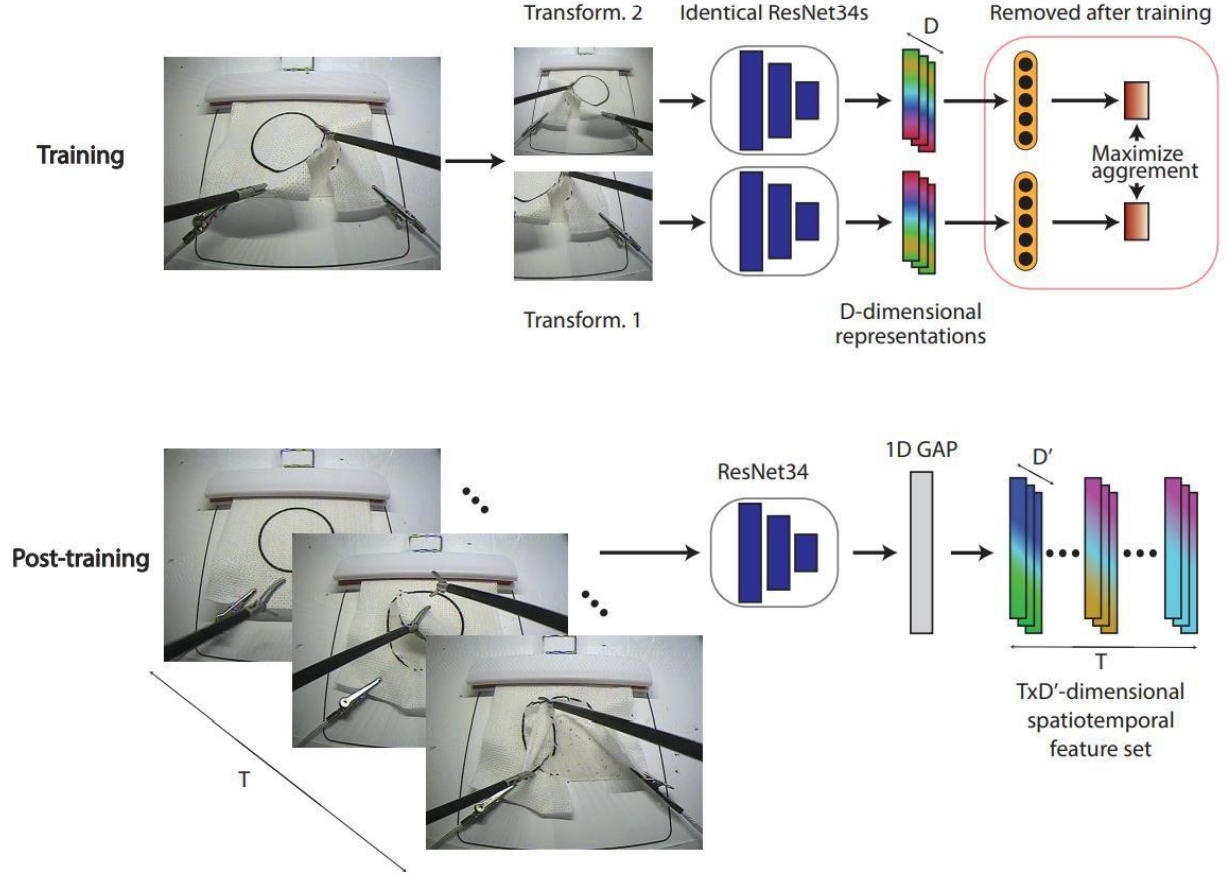 Transform. 2
Identical ResNet34s
Removed after training
D
Training
Maximize
aggrement
Transform. 1
D-dimensional
representations
1D GAP
ResNet34
D’
Post-training
T
T
TxD’-dimensional
spatiotemporal
feature set